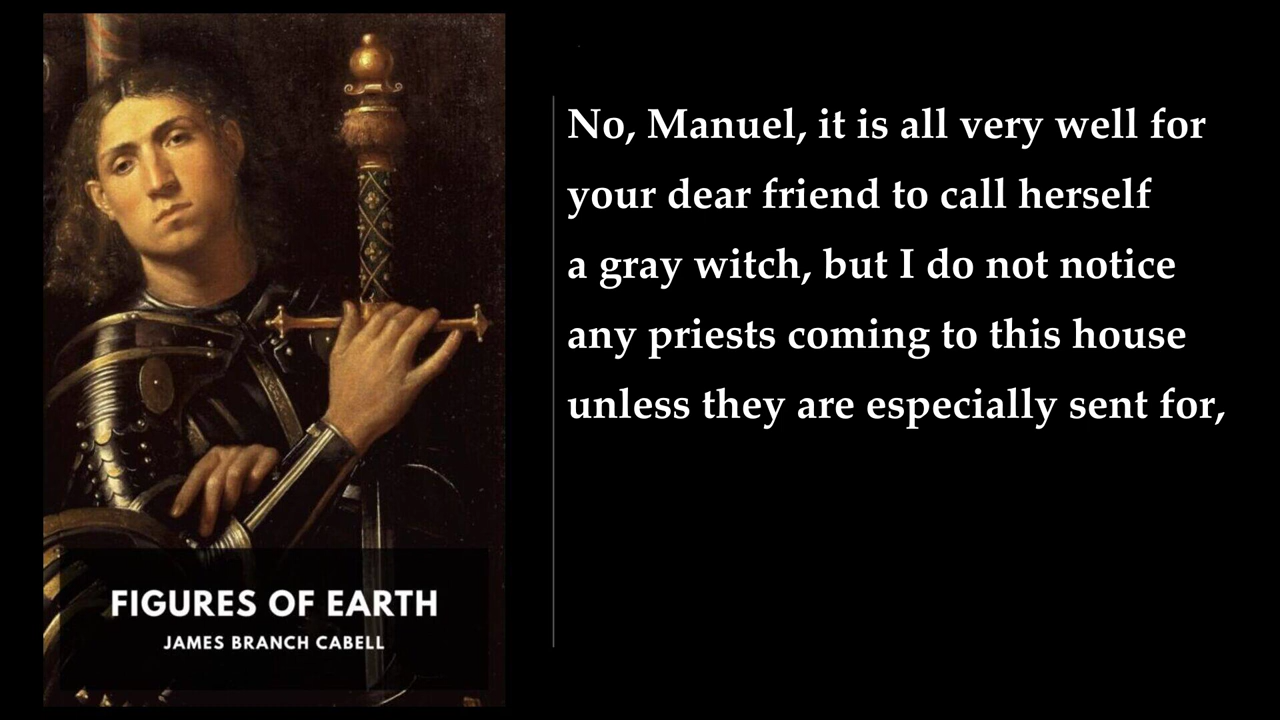 FIGURES OF EARTH
JAMES BRANCH CABELL
No, Manuel, it is all very well for
your dear friend to call herself
a gray witch, but I do not notice
any priests coming to this house
unless they are especially sent for,